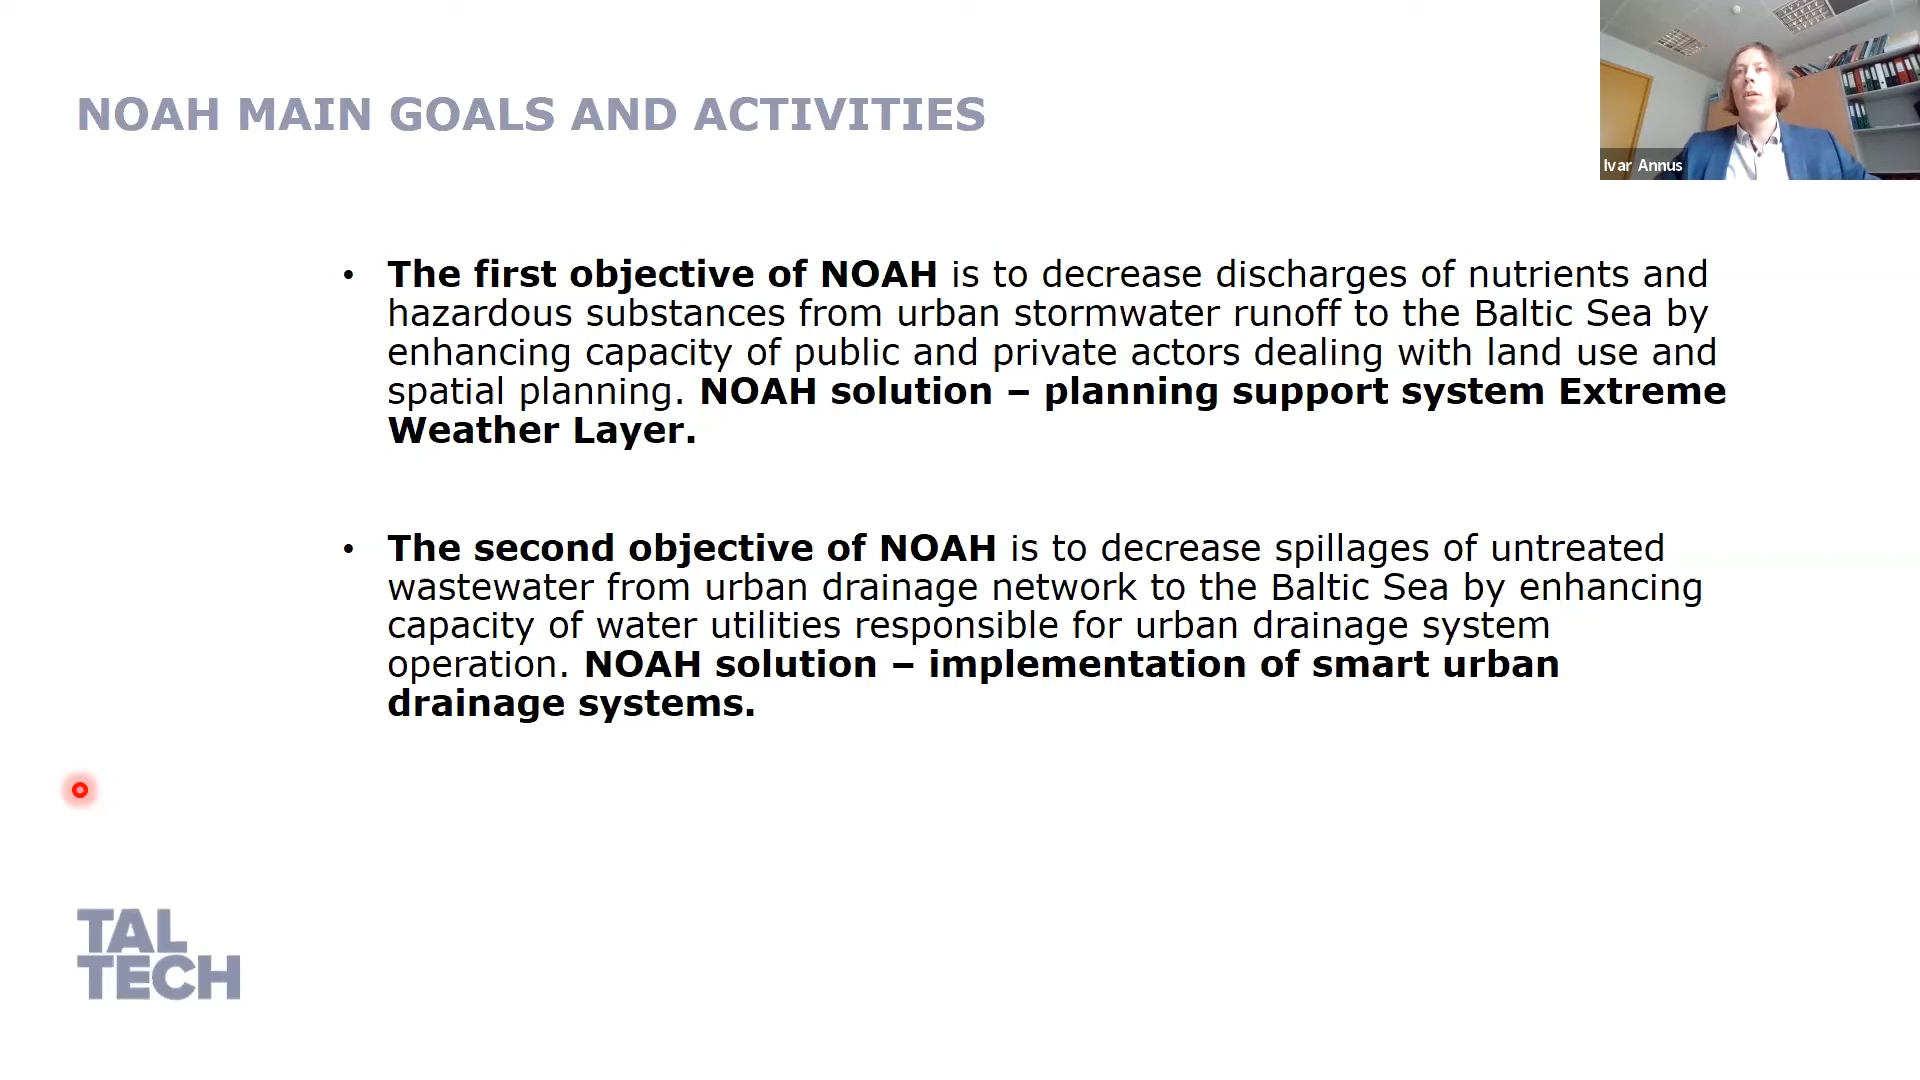 NOAH MAIN GOALS AND ACTIVITIES
Ivar Annus
• The first objective of NOAH is to decrease discharges of nutrients and
hazardous substances from urban stormwater runoff to the Baltic Sea by
enhancing capacity of public and private actors dealing with land use and
spatial planning. NOAH solution – planning support system Extreme
Weather Layer.
• The second objective of NOAH is to decrease spillages of untreated
wastewater from urban drainage network to the Baltic Sea by enhancing
capacity of water utilities responsible for urban drainage system
operation. NOAH solution – implementation of smart urban
drainage systems.
TAL
TECH